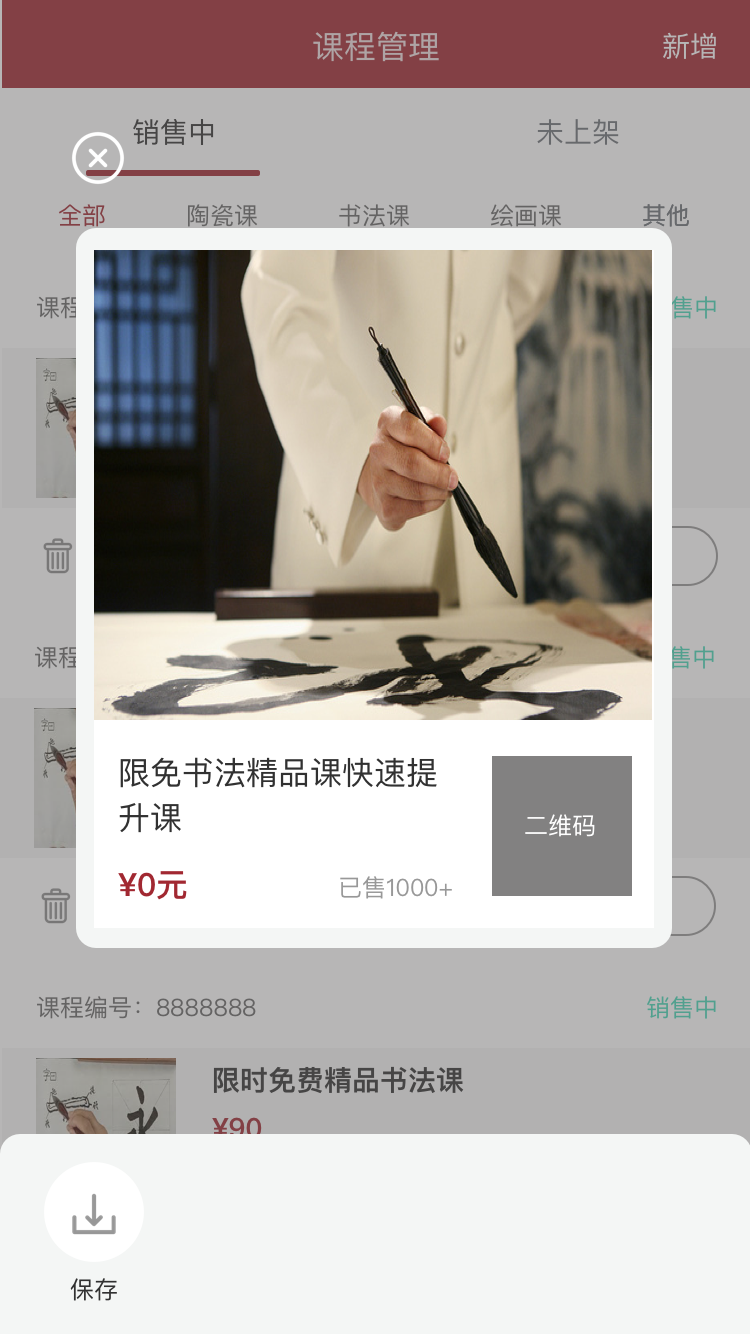 课程管理
新增
销售中
未上架
全部
陶瓷课
书法课
绘画课
其他
课程
售中
课程
售中
限免书法精品课快速提
升课
¥0元
已售1000+
二维码
课程编号：8888888
销售中
限时免费精品书法课
永
¥90
保存